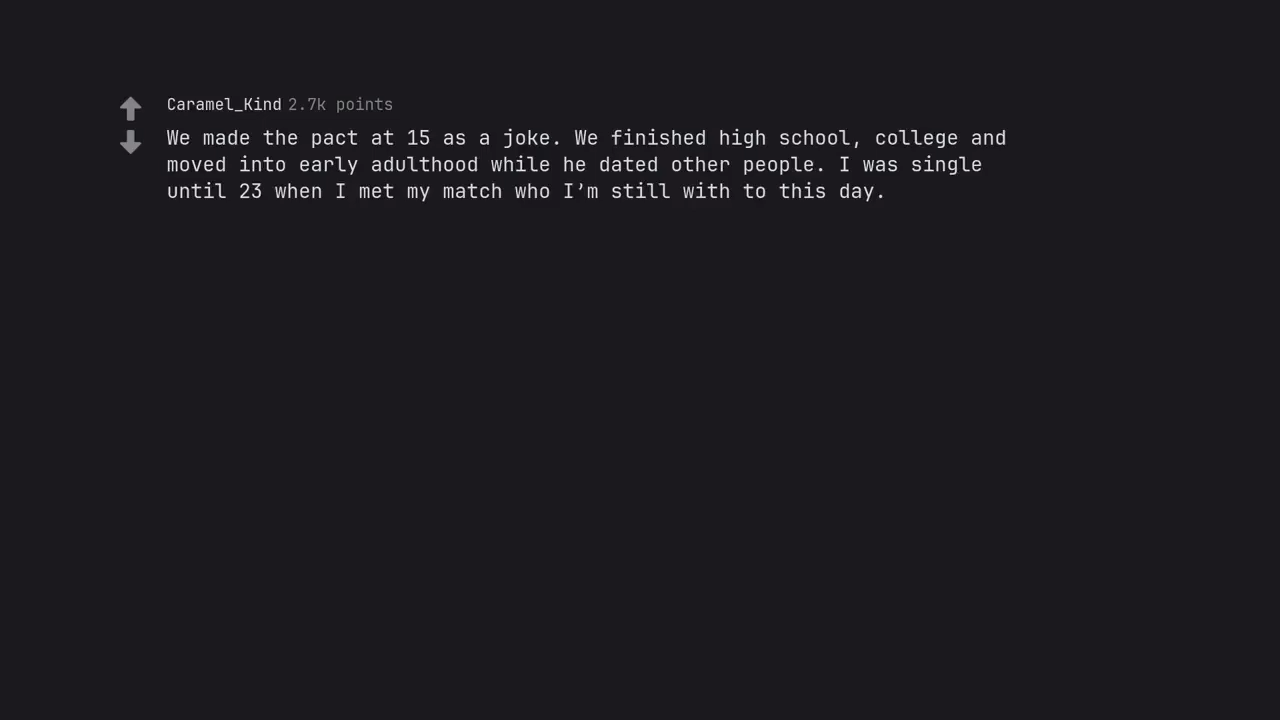 Caramel_Kind 2.7k points
We made the pact at 15 as a joke. We finished high school, college and
moved into early adulthood while he dated other people. I was single
until 23 when I met my match who I’m still with to this day.